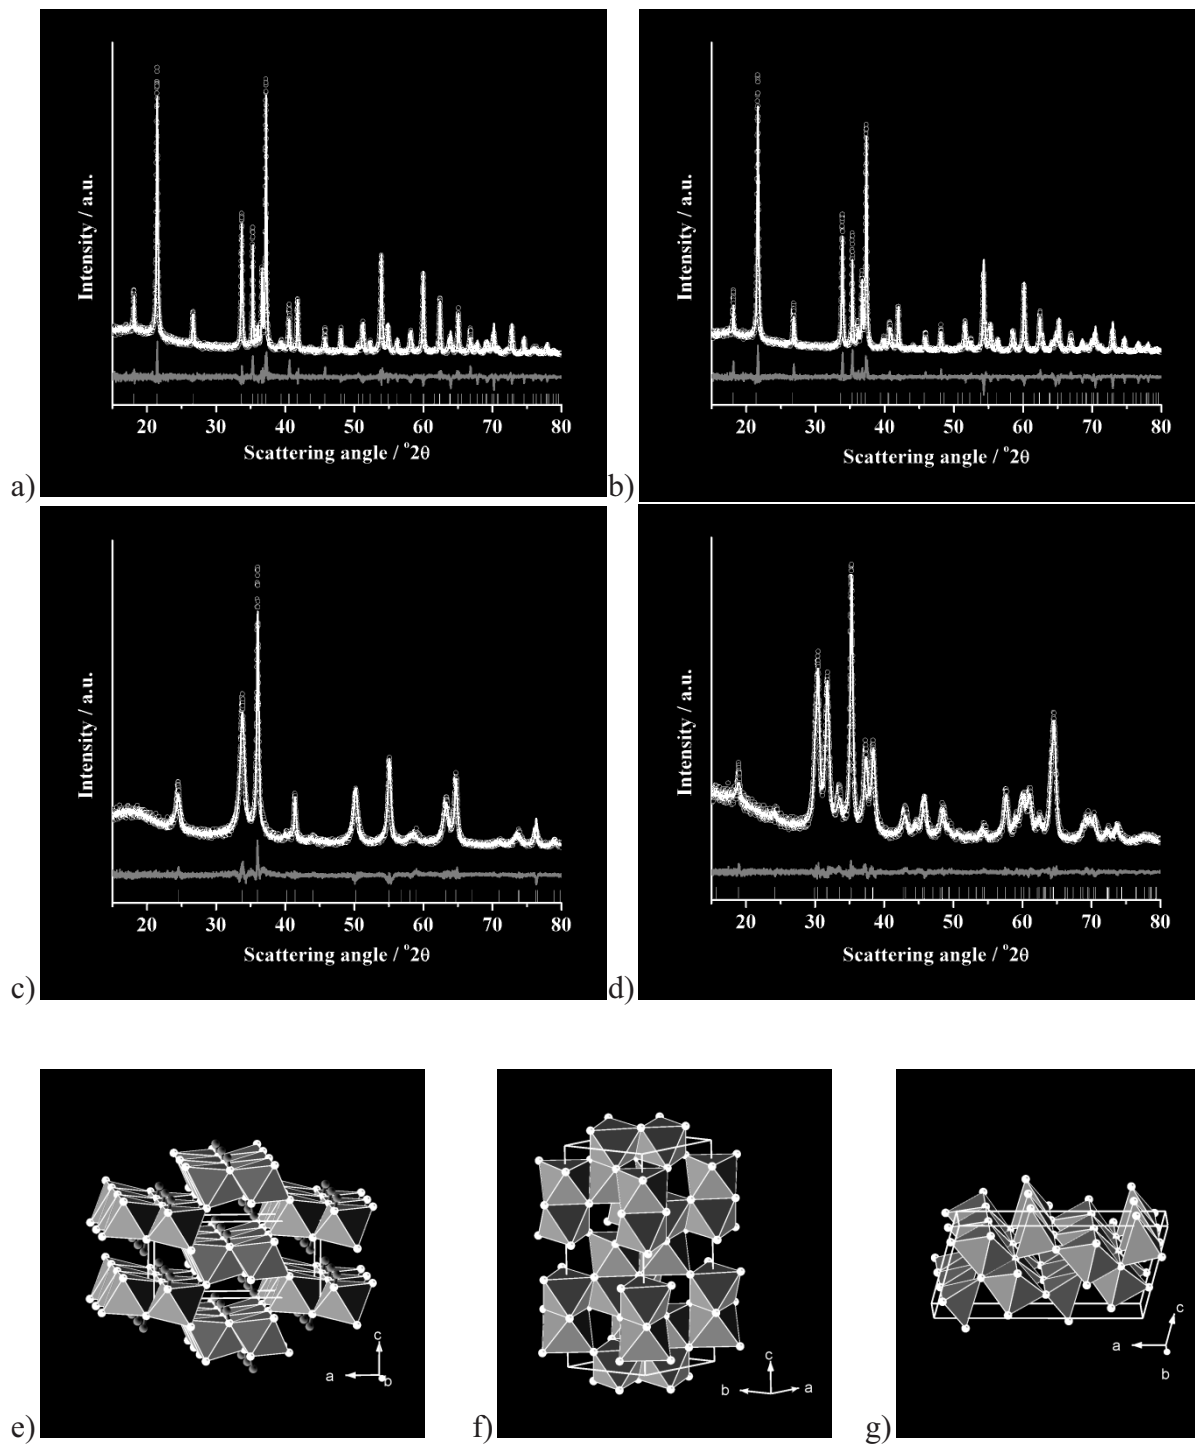 Intensity / a.u.
20 30 40 50 60 70 80
Scattering angle / °2θ
a)
Intensity / a.u.
20 30 40 50 60 70 80
Scattering angle / °2θ
b)
Intensity / a.u.
20 30 40 50 60 70 80
Scattering angle / °2θ
c)
Intensity / a.u.
20 30 40 50 60 70 80
Scattering angle / °2θ
d)
c
a
b
e)
c
b
a
f)
c
a
b
g)